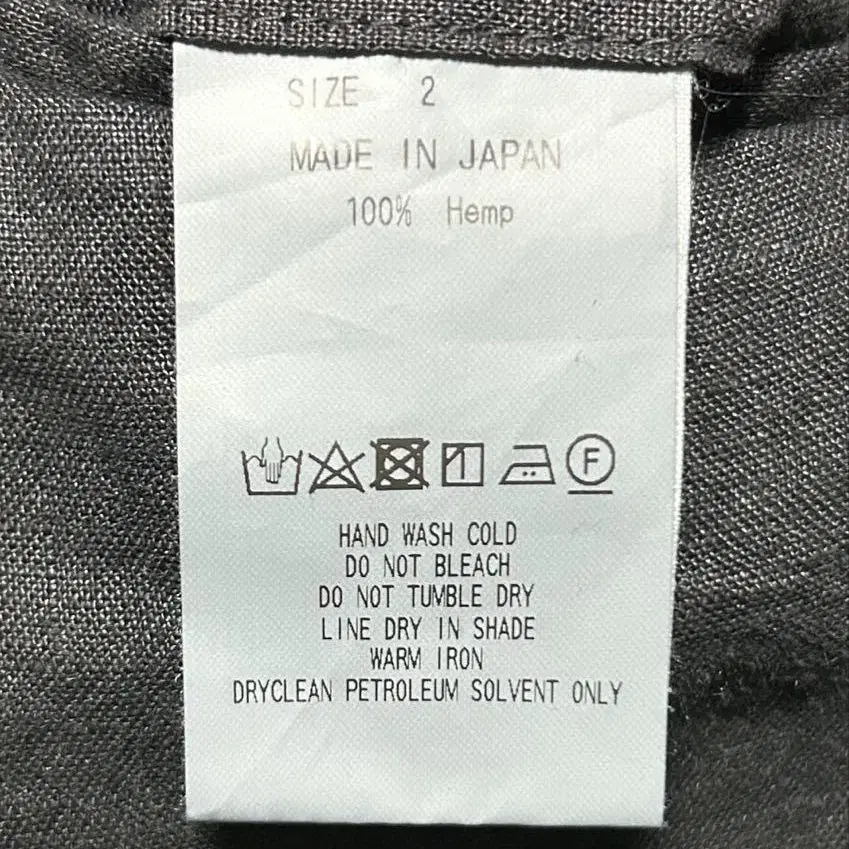 SIZE 2
MADE IN JAPAN
100% Hemp
F
HAND WASH COLD
DO NOT BLEACH
DO NOT TUMBLE DRY
LINE DRY IN SHADE
WARM IRON
DRYCLEAN PETROLEUM SOLVENT ONLY